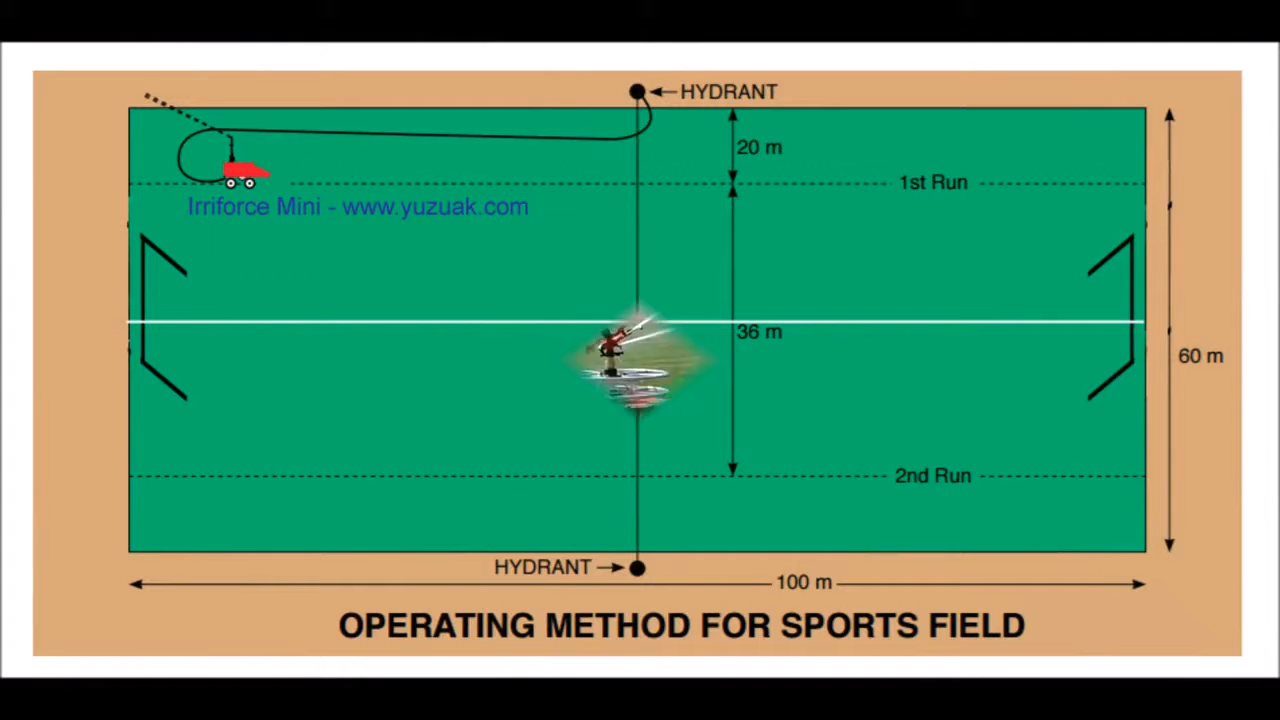 HYDRANT
20 m
1st Run
Irriforce Mini - www.yuzuak.com
36 m
60 m
2nd Run
HYDRANT
100 m
OPERATING METHOD FOR SPORTS FIELD